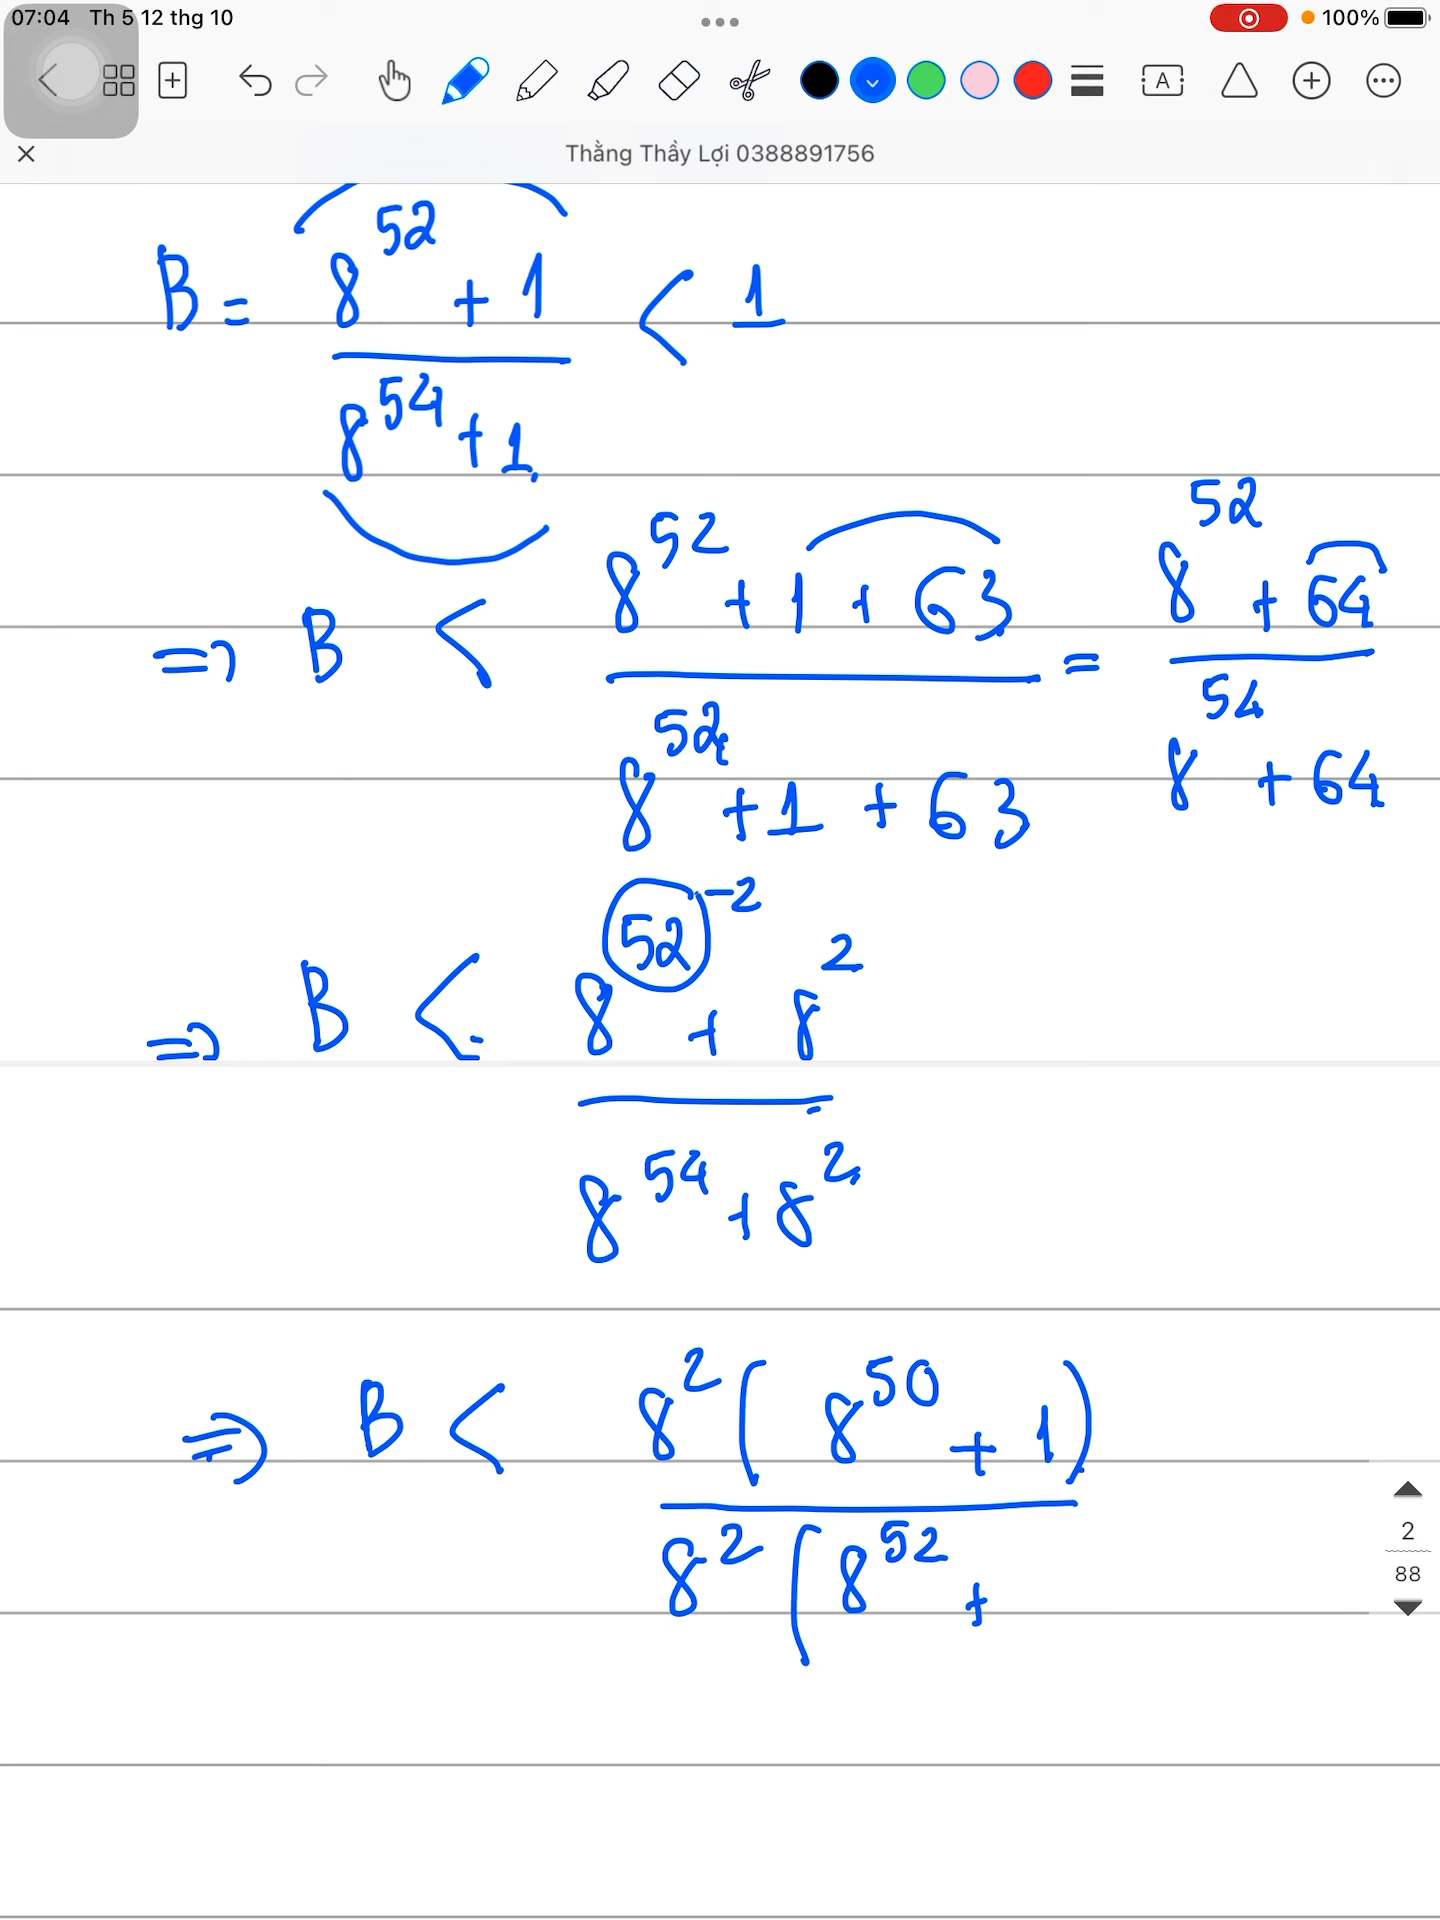 07:04 Th 5 12 thg 10 100%
A
Thằng Thầy Lợi 0388891756
B = (8^52 + 1)/(8^54 + 1) < 1
=> B < (8^52 + 1 + 63)/(8^54 + 1 + 63) = (8^52 + 64)/(8^54 + 64)
-2
=> B < (8^52 + 8^2)/(8^54 + 8^2)
=> B < 8^2 ( 8^50 + 1 )/8^2 ( 8^52 +
2
88